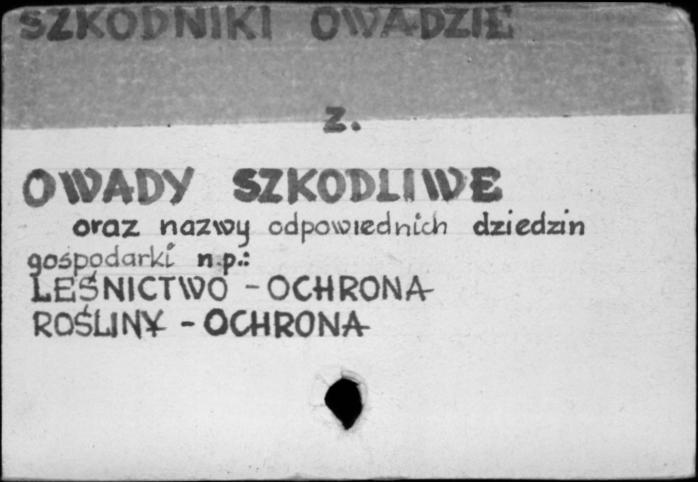 SZKODNIKI OWADZIE
z.
OWADY SZKODLIWE
oraz nazwy odpowiednich dziedzin
gospodarki n.p.:
LEŚNICTWO - OCHRONA
ROŚLINY - OCHRONA